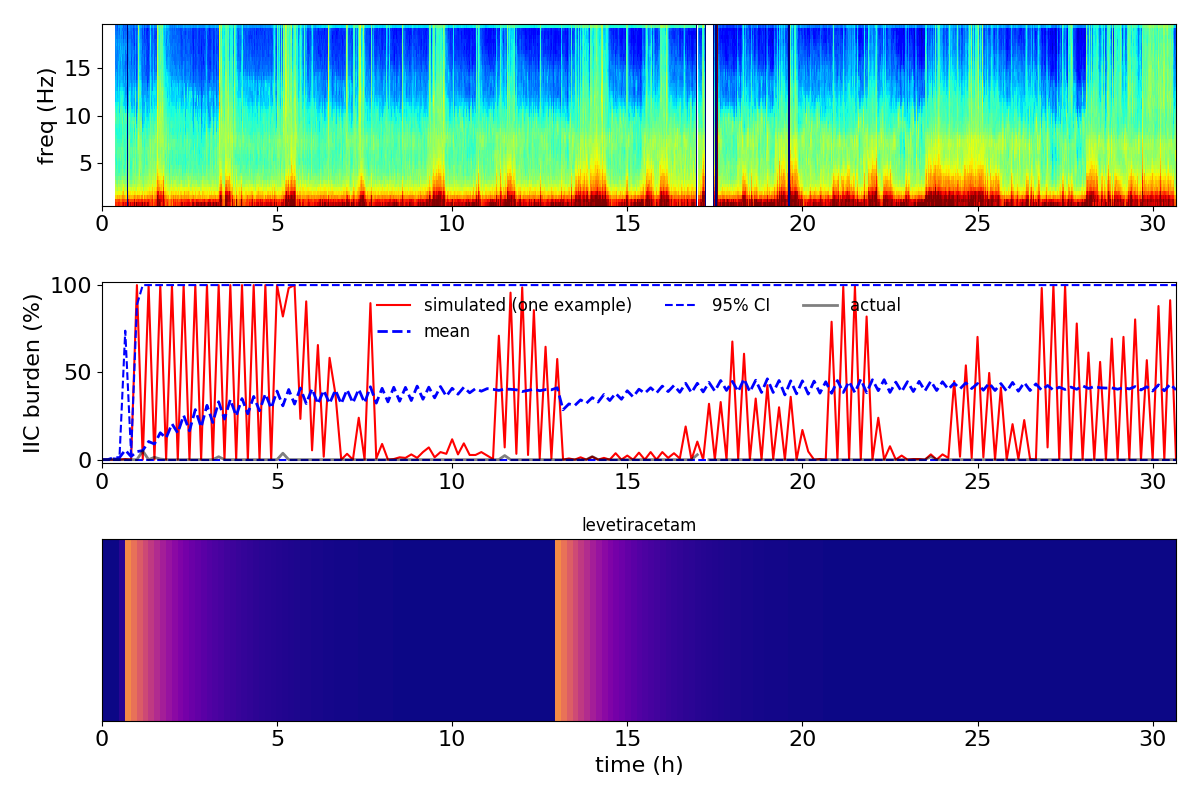 freq (Hz)
15
10
5
0 5 10 15 20 25 30
IIC burden (%)
100
50
0
simulated (one example) 95% CI actual
mean
0 5 10 15 20 25 30
levetiracetam
0 5 10 15 20 25 30
time (h)